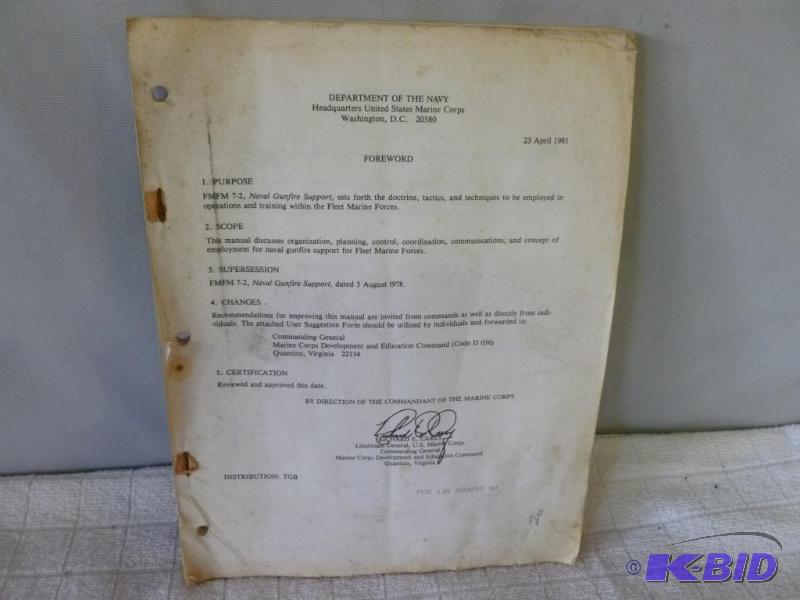 DEPARTMENT OF THE NAVY
Headquarters United States Marine Corps
Washington, D.C. 20380
23 April 1981
FOREWORD
1. PURPOSE
FMFM 7-2, Naval Gunfire Support, sets forth the doctrine, tactics, and techniques to be employed in
operations and training within the Fleet Marine Forces.
2. SCOPE
This manual discusses organization, planning, control, coordination, communications, and concept of
employment for naval gunfire support for Fleet Marine Forces.
3. SUPERSESSION
FMFM 7-2, Naval Gunfire Support, dated 3 August 1978.
4. CHANGES
Recommendations for improving this manual are invited from commands as well as directly from indi-
viduals. The attached User Suggestion Form should be utilized by individuals and forwarded to:
Commanding General
Marine Corps Development and Education Command (Code D 036)
Quantico, Virginia 22134
5. CERTIFICATION
Reviewed and approved this date.
BY DIRECTION OF THE COMMANDANT OF THE MARINE CORPS
RICHARD E. CAREY
Lieutenant General, U.S. Marine Corps
Commanding General
Marine Corps Development and Education Command
Quantico, Virginia
DISTRIBUTION: TGB
PCN 139
© K-BID